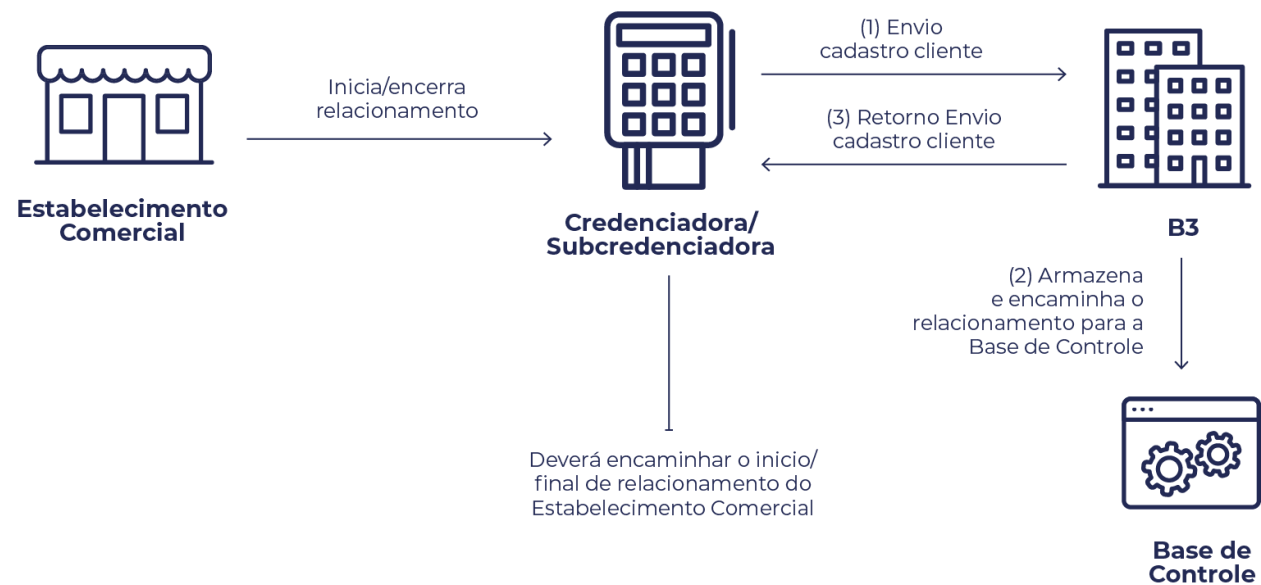 Inicia/encerra
relacionamento
Estabelecimento
Comercial
Credenciadora/
Subcredenciadora
(1) Envio
cadastro cliente
(3) Retorno Envio
cadastro cliente
B3
(2) Armazena
e encaminha o
relacionamento para a
Base de Controle
Deverá encaminhar o inicio/
final de relacionamento do
Estabelecimento Comercial
Base de
Controle